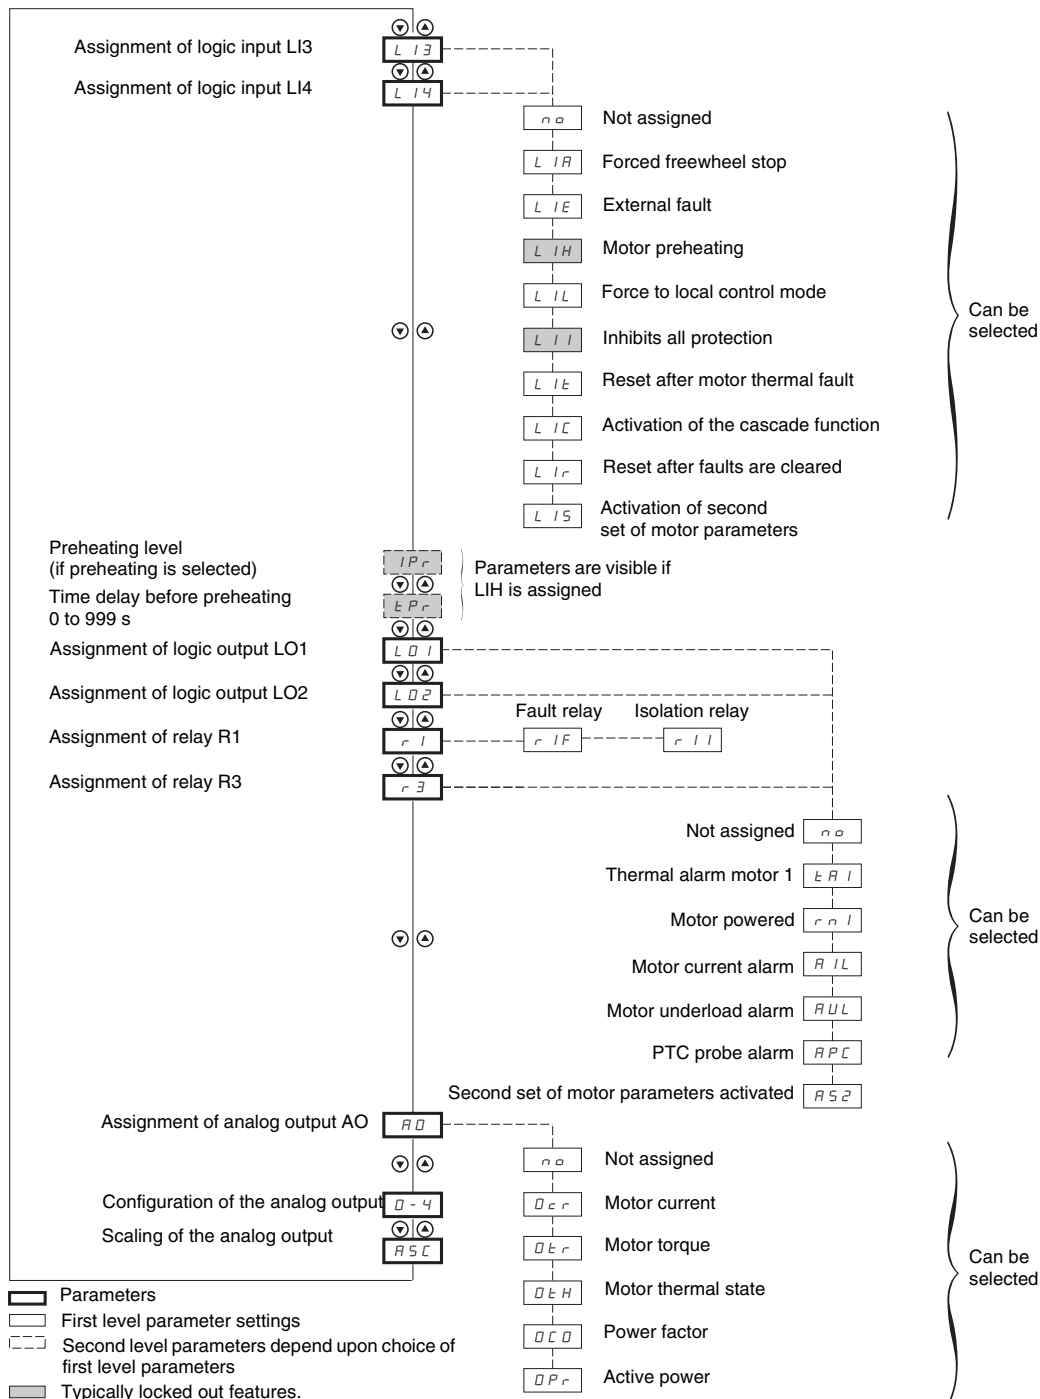 Assignment of logic input LI3
LI3
Assignment of logic input LI4
LI4
no
Not assigned
LIA
Forced freewheel stop
LIE
External fault
LIH
Motor preheating
LIL
Force to local control mode
LII
Inhibits all protection
LIt
Reset after motor thermal fault
LIC
Activation of the cascade function
LIr
Reset after faults are cleared
LIS
Activation of second
set of motor parameters
Can be
selected
Preheating level
(if preheating is selected)
IPr
Time delay before preheating
0 to 999 s
tPr
Parameters are visible if
LIH is assigned
Assignment of logic output LO1
LO1
Assignment of logic output LO2
LO2
Assignment of relay R1
r1
Fault relay
r1F
Isolation relay
r1I
Assignment of relay R3
r3
Not assigned
no
Thermal alarm motor 1
tA1
Motor powered
rn1
Motor current alarm
AIL
Motor underload alarm
AUL
PTC probe alarm
APC
Second set of motor parameters activated
AS2
Can be
selected
Assignment of analog output AO
AO
no
Not assigned
Configuration of the analog output
O-4
Ocr
Motor current
Scaling of the analog output
ASC
Otr
Motor torque
OtH
Motor thermal state
OCO
Power factor
OPr
Active power
Can be
selected
Parameters
First level parameter settings
Second level parameters depend upon choice of
first level parameters
Typically locked out features.